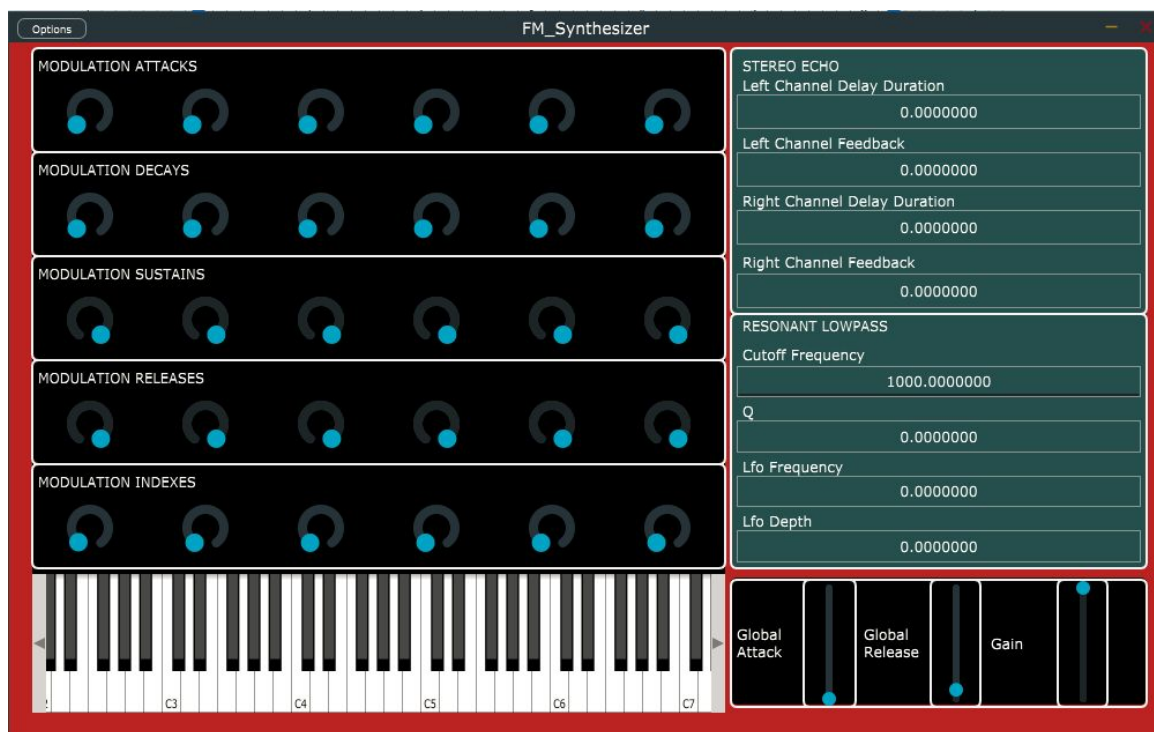 Options
FM_Synthesizer
MODULATION ATTACKS
MODULATION DECAYS
MODULATION SUSTAINS
MODULATION RELEASES
MODULATION INDEXES
C3
C4
C5
C6
C7
STEREO ECHO
Left Channel Delay Duration
0.0000000
Left Channel Feedback
0.0000000
Right Channel Delay Duration
0.0000000
Right Channel Feedback
0.0000000
RESONANT LOWPASS
Cutoff Frequency
1000.0000000
Q
0.0000000
Lfo Frequency
0.0000000
Lfo Depth
0.0000000
Global
Attack
Global
Release
Gain